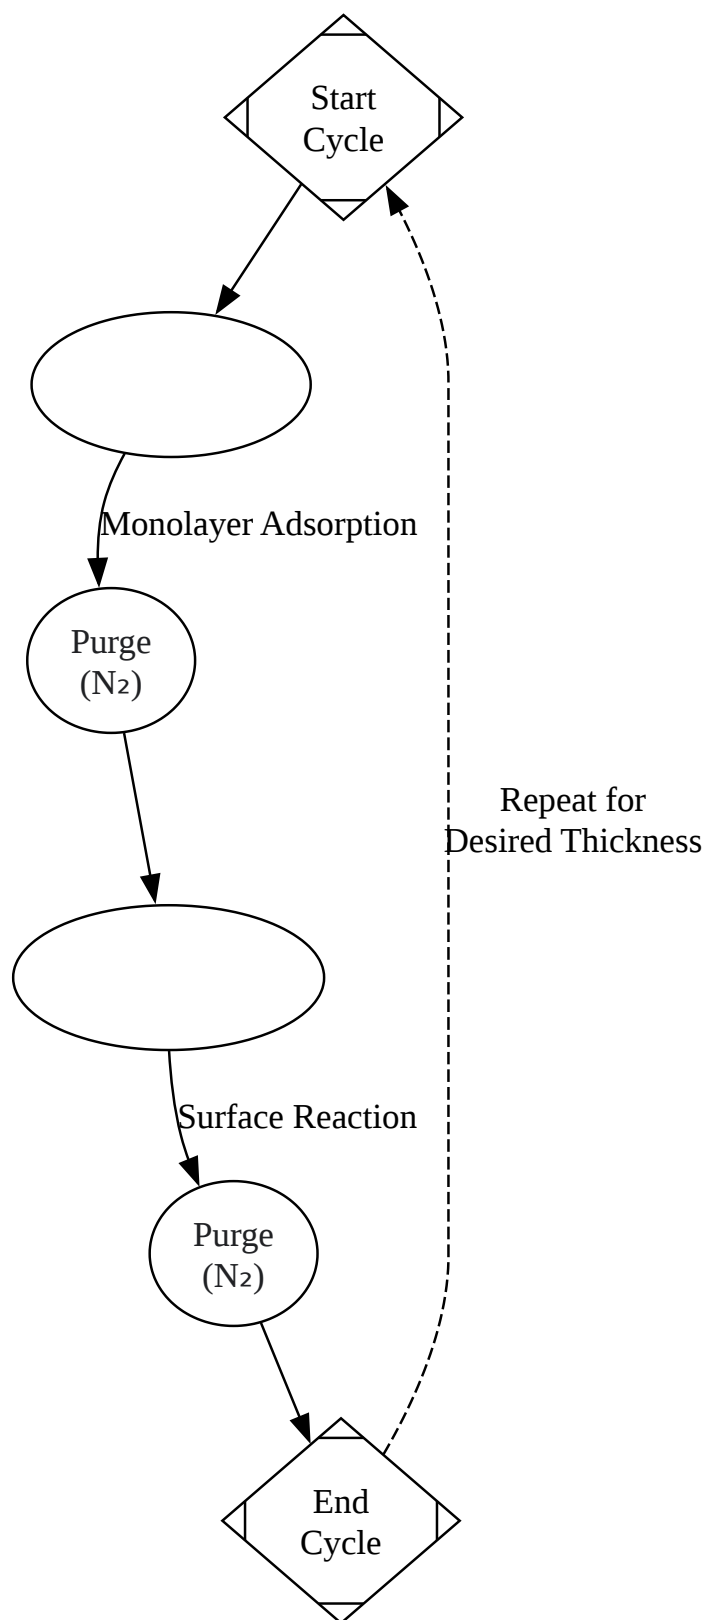 Start
Cycle
Monolayer Adsorption
Purge
(N₂)
Repeat for
Desired Thickness
Surface Reaction
Purge
(N₂)
End
Cycle